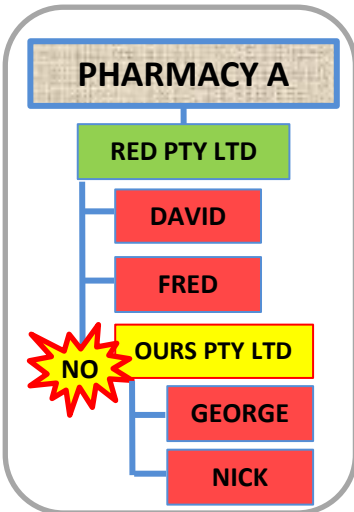 PHARMACY A
RED PTY LTD
DAVID
FRED
OURS PTY LTD
NO
GEORGE
NICK